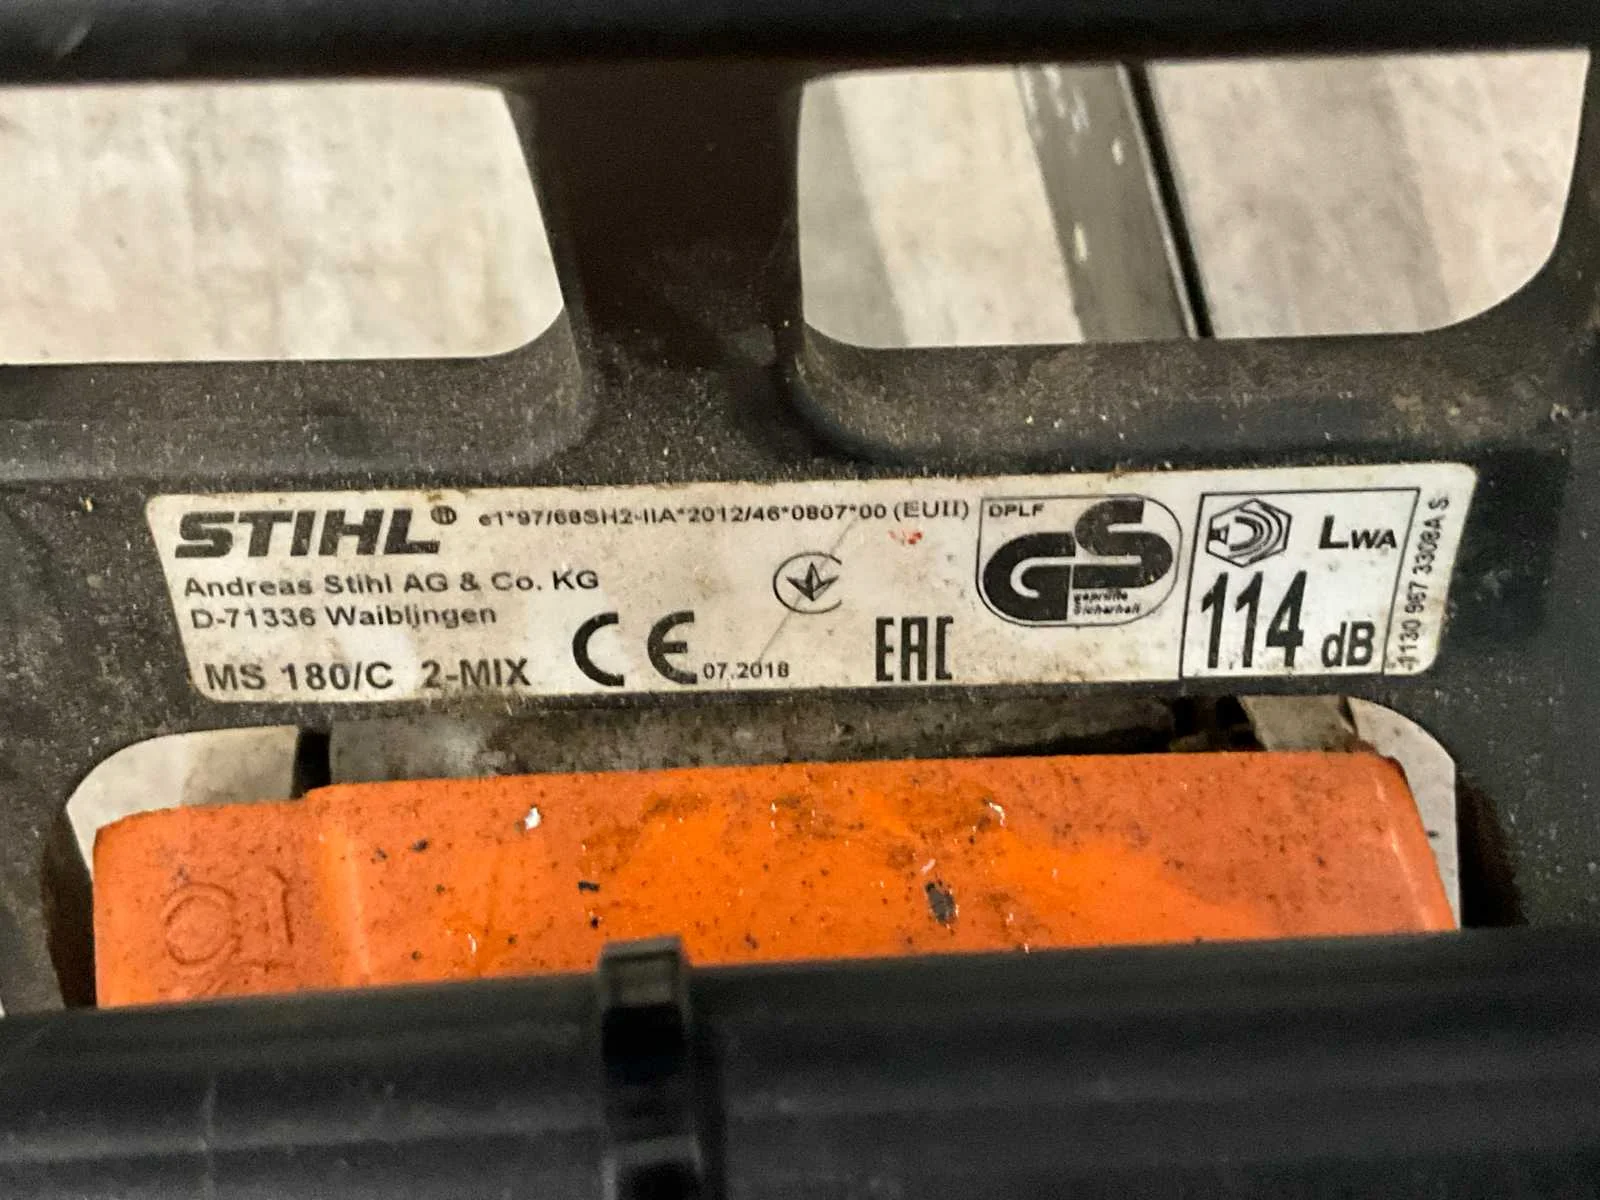 STIHL®
e1*97/68SH2-IIA*2012/46*0807*00 (EUII)
Andreas Stihl AG & Co. KG
D-71336 Waiblingen
MS 180/C 2-MIX
CE
07.2018
EAC
DPLF
GS
geprüfte
Sicherheit
LWA
114 dB
1130 967 3308A S